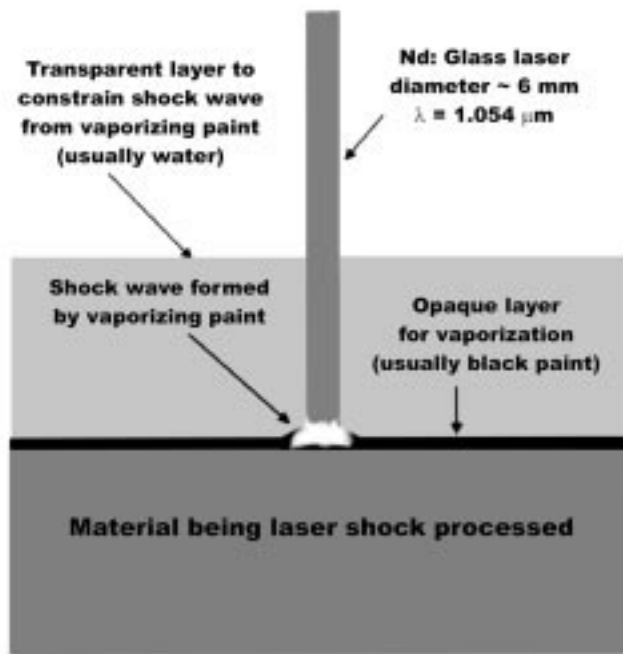 Transparent layer to
constrain shock wave
from vaporizing paint
(usually water)
Nd: Glass laser
diameter ~ 6 mm
λ = 1.054 μm
Shock wave formed
by vaporizing paint
Opaque layer
for vaporization
(usually black paint)
Material being laser shock processed